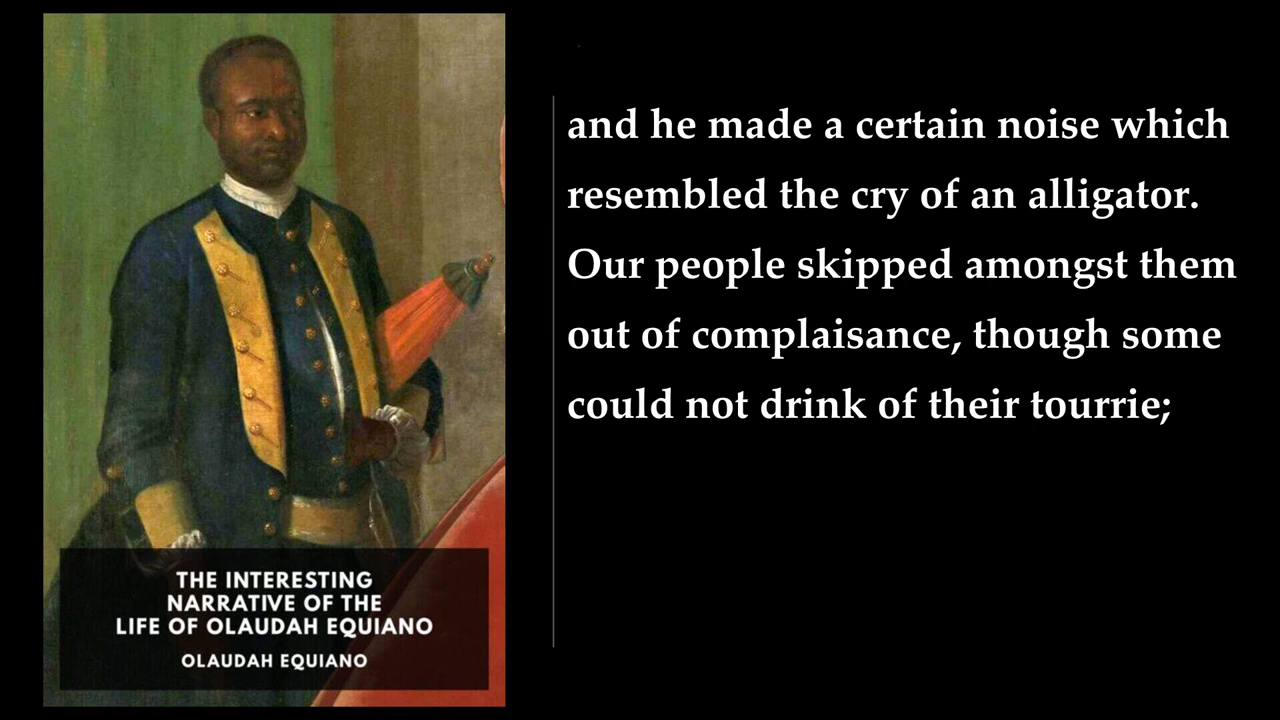 and he made a certain noise which
resembled the cry of an alligator.
Our people skipped amongst them
out of complaisance, though some
could not drink of their tourrie;
THE INTERESTING
NARRATIVE OF THE
LIFE OF OLAUDAH EQUIANO
OLAUDAH EQUIANO